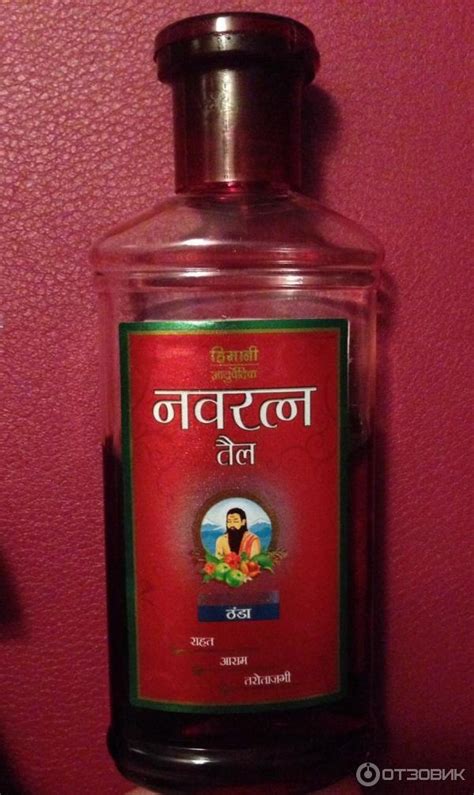 हिमानी
आयुर्वेदिक
नवरत्न
तैल
ठंडा
राहत
आराम
तरोताजगी
ОТЗОВИК